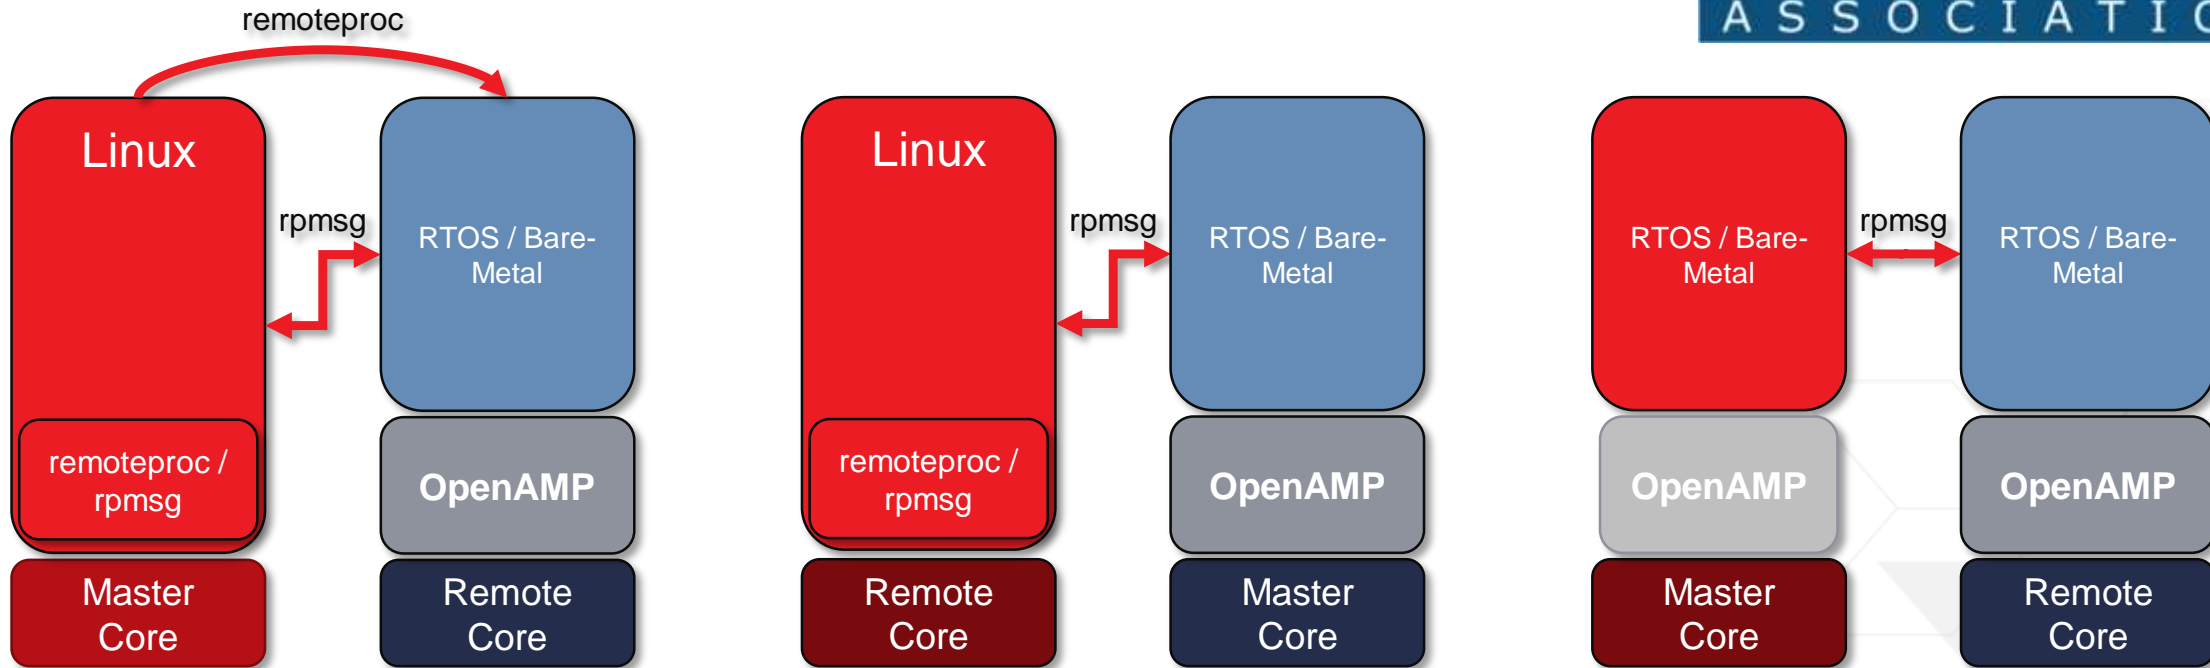 remoteproc
A S S O C I A T I
Linux
rpmsg
RTOS / Bare-
Metal
remoteproc /
rpmsg
OpenAMP
Master
Core
Remote
Core
Linux
rpmsg
RTOS / Bare-
Metal
remoteproc /
rpmsg
OpenAMP
Remote
Core
Master
Core
RTOS / Bare-
Metal
rpmsg
RTOS / Bare-
Metal
OpenAMP
OpenAMP
Master
Core
Remote
Core